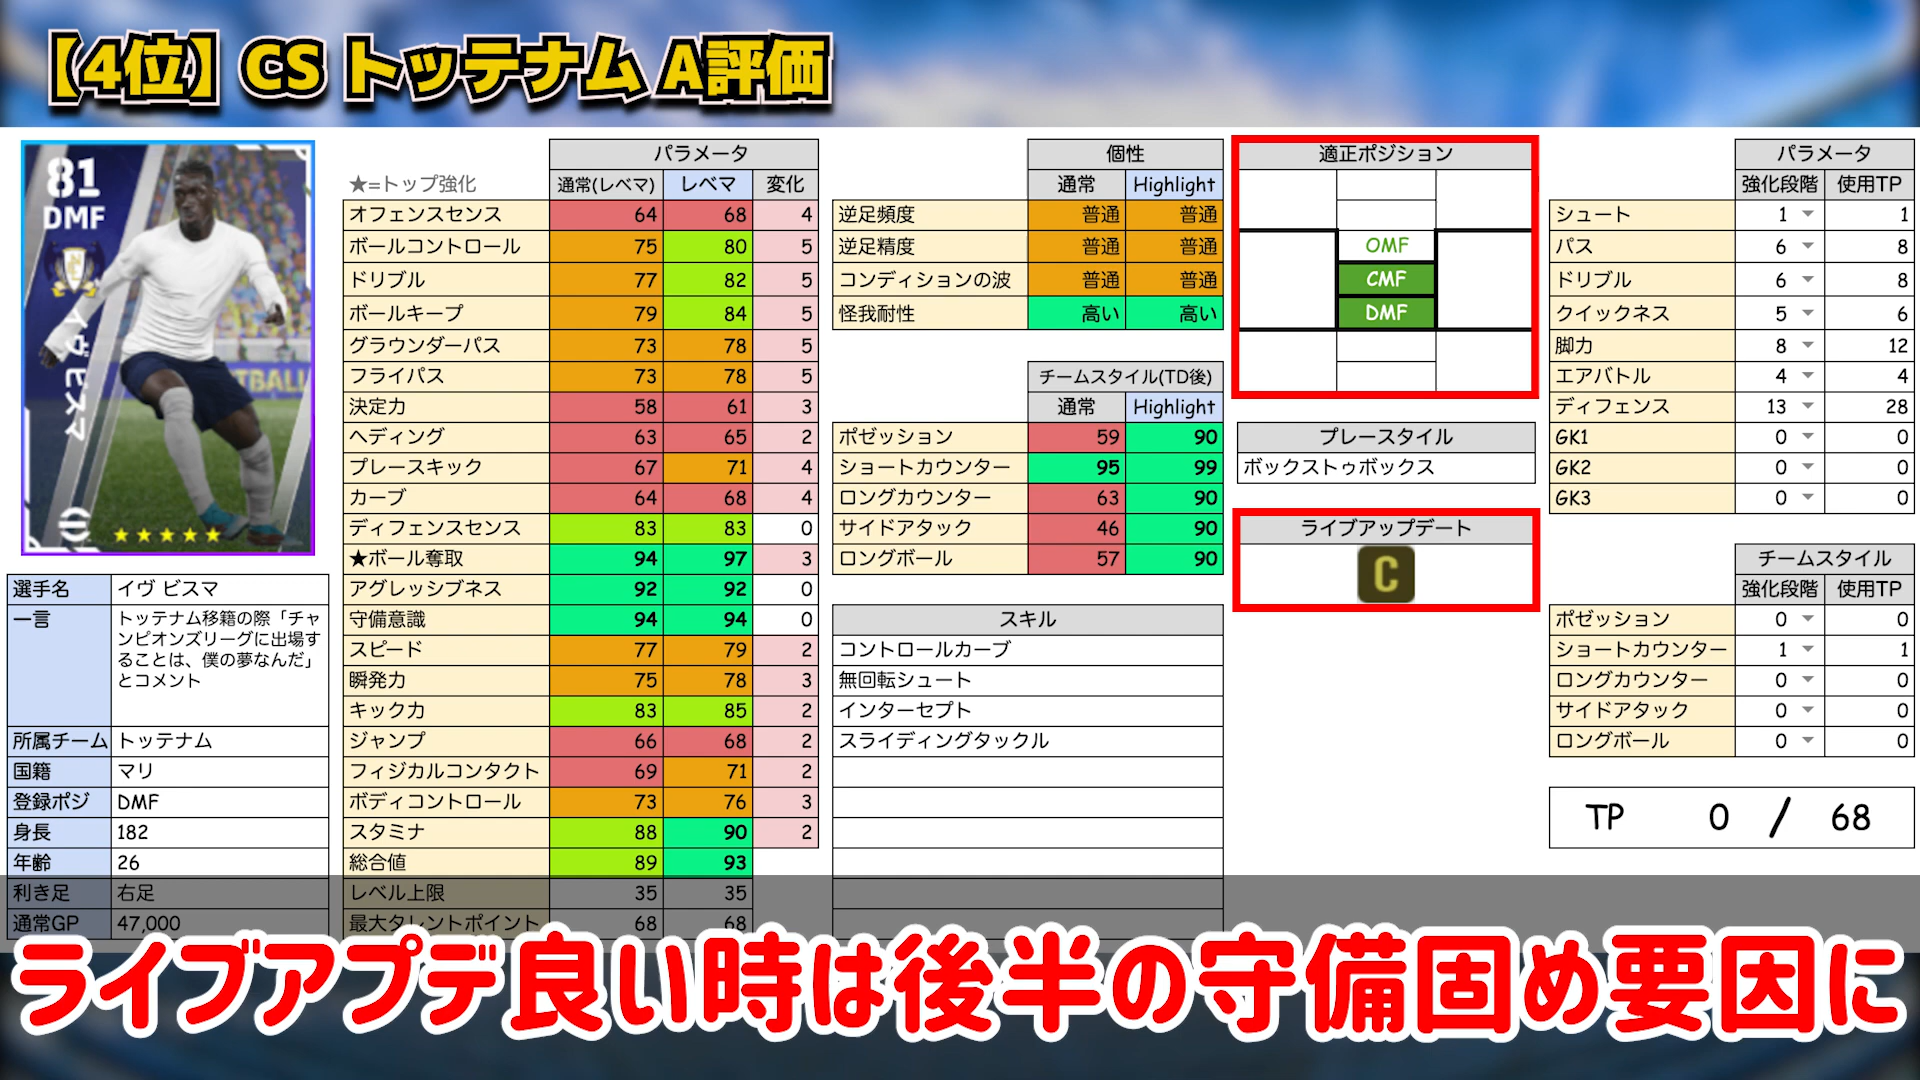 【4位】CS トッテナム A評価
81
DMF
イヴ ビスマ
★★★★★
選手名 イヴ ビスマ
一言 トッテナム移籍の際「チャ
ンピオンズリーグに出場す
ることは、僕の夢なんだ」
とコメント
所属チーム トッテナム
国籍 マリ
登録ポジ DMF
身長 182
年齢 26
利き足 右足
通常GP 47,000
パラメータ
★=トップ強化 通常(レベマ) レベマ 変化
オフェンスセンス 64 68 4
ボールコントロール 75 80 5
ドリブル 77 82 5
ボールキープ 79 84 5
グラウンダーパス 73 78 5
フライパス 73 78 5
決定力 58 61 3
ヘディング 63 65 2
プレースキック 67 71 4
カーブ 64 68 4
ディフェンスセンス 83 83 0
★ボール奪取 94 97 3
アグレッシブネス 92 92 0
守備意識 94 94 0
スピード 77 79 2
瞬発力 75 78 3
キック力 83 85 2
ジャンプ 66 68 2
フィジカルコンタクト 69 71 2
ボディコントロール 73 76 3
スタミナ 88 90 2
総合値 89 93
レベル上限 35 35
最大タレントポイント 68 68
個性
通常 Highlight
逆足頻度 普通 普通
逆足精度 普通 普通
コンディションの波 普通 普通
怪我耐性 高い 高い
チームスタイル(TD後)
通常 Highlight
ポゼッション 59 90
ショートカウンター 95 99
ロングカウンター 63 90
サイドアタック 46 90
ロングボール 57 90
スキル
コントロールカーブ
無回転シュート
インターセプト
スライディングタックル
適正ポジション
OMF
CMF
DMF
プレースタイル
ボックストゥボックス
ライブアップデート
C
パラメータ
強化段階 使用TP
シュート 1 1
パス 6 8
ドリブル 6 8
クイックネス 5 6
脚力 8 12
エアバトル 4 4
ディフェンス 13 28
GK1 0 0
GK2 0 0
GK3 0 0
チームスタイル
強化段階 使用TP
ポゼッション 0 0
ショートカウンター 1 1
ロングカウンター 0 0
サイドアタック 0 0
ロングボール 0 0
TP 0 / 68
ライブアプデ良い時は後半の守備固め要因に